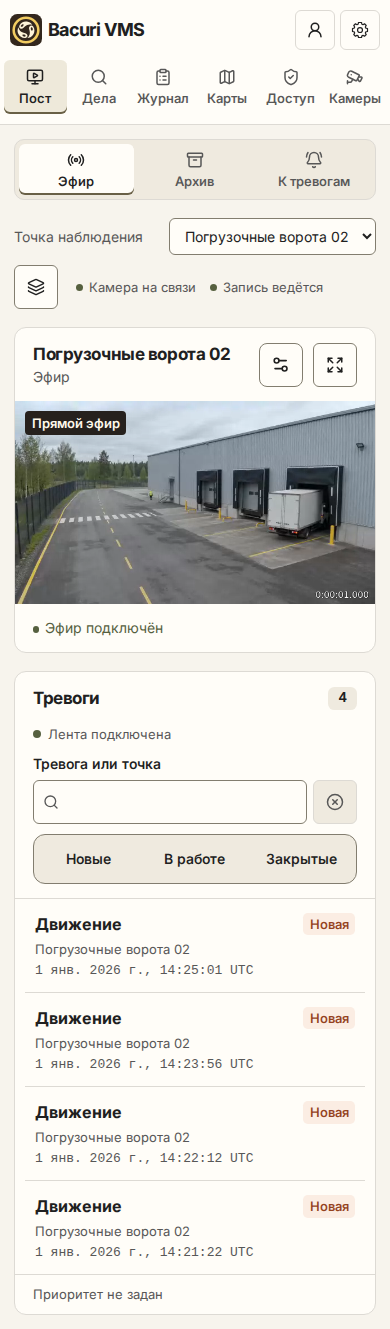 Bacuri VMS
Пост
Дела
Журнал
Карты
Доступ
Камеры
Эфир
Архив
К тревогам
Точка наблюдения
Погрузочные ворота 02
Камера на связи
Запись ведётся
Погрузочные ворота 02
Эфир
Прямой эфир
0:00:01.000
Эфир подключён
Тревоги
4
Лента подключена
Тревога или точка
Новые
В работе
Закрытые
Движение
Новая
Погрузочные ворота 02
1 янв. 2026 г., 14:25:01 UTC
Движение
Новая
Погрузочные ворота 02
1 янв. 2026 г., 14:23:56 UTC
Движение
Новая
Погрузочные ворота 02
1 янв. 2026 г., 14:22:12 UTC
Движение
Новая
Погрузочные ворота 02
1 янв. 2026 г., 14:21:22 UTC
Приоритет не задан